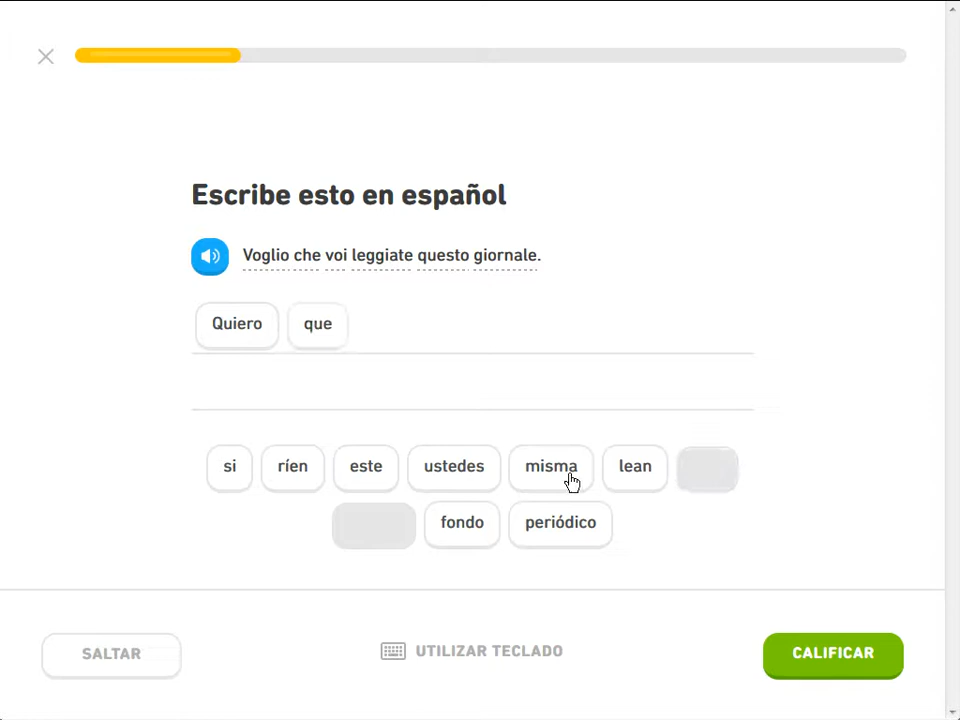 Escribe esto en español
Voglio che voi leggiate questo giornale.
Quiero que
si ríen este ustedes misma lean
fondo periódico
SALTAR UTILIZAR TECLADO CALIFICAR